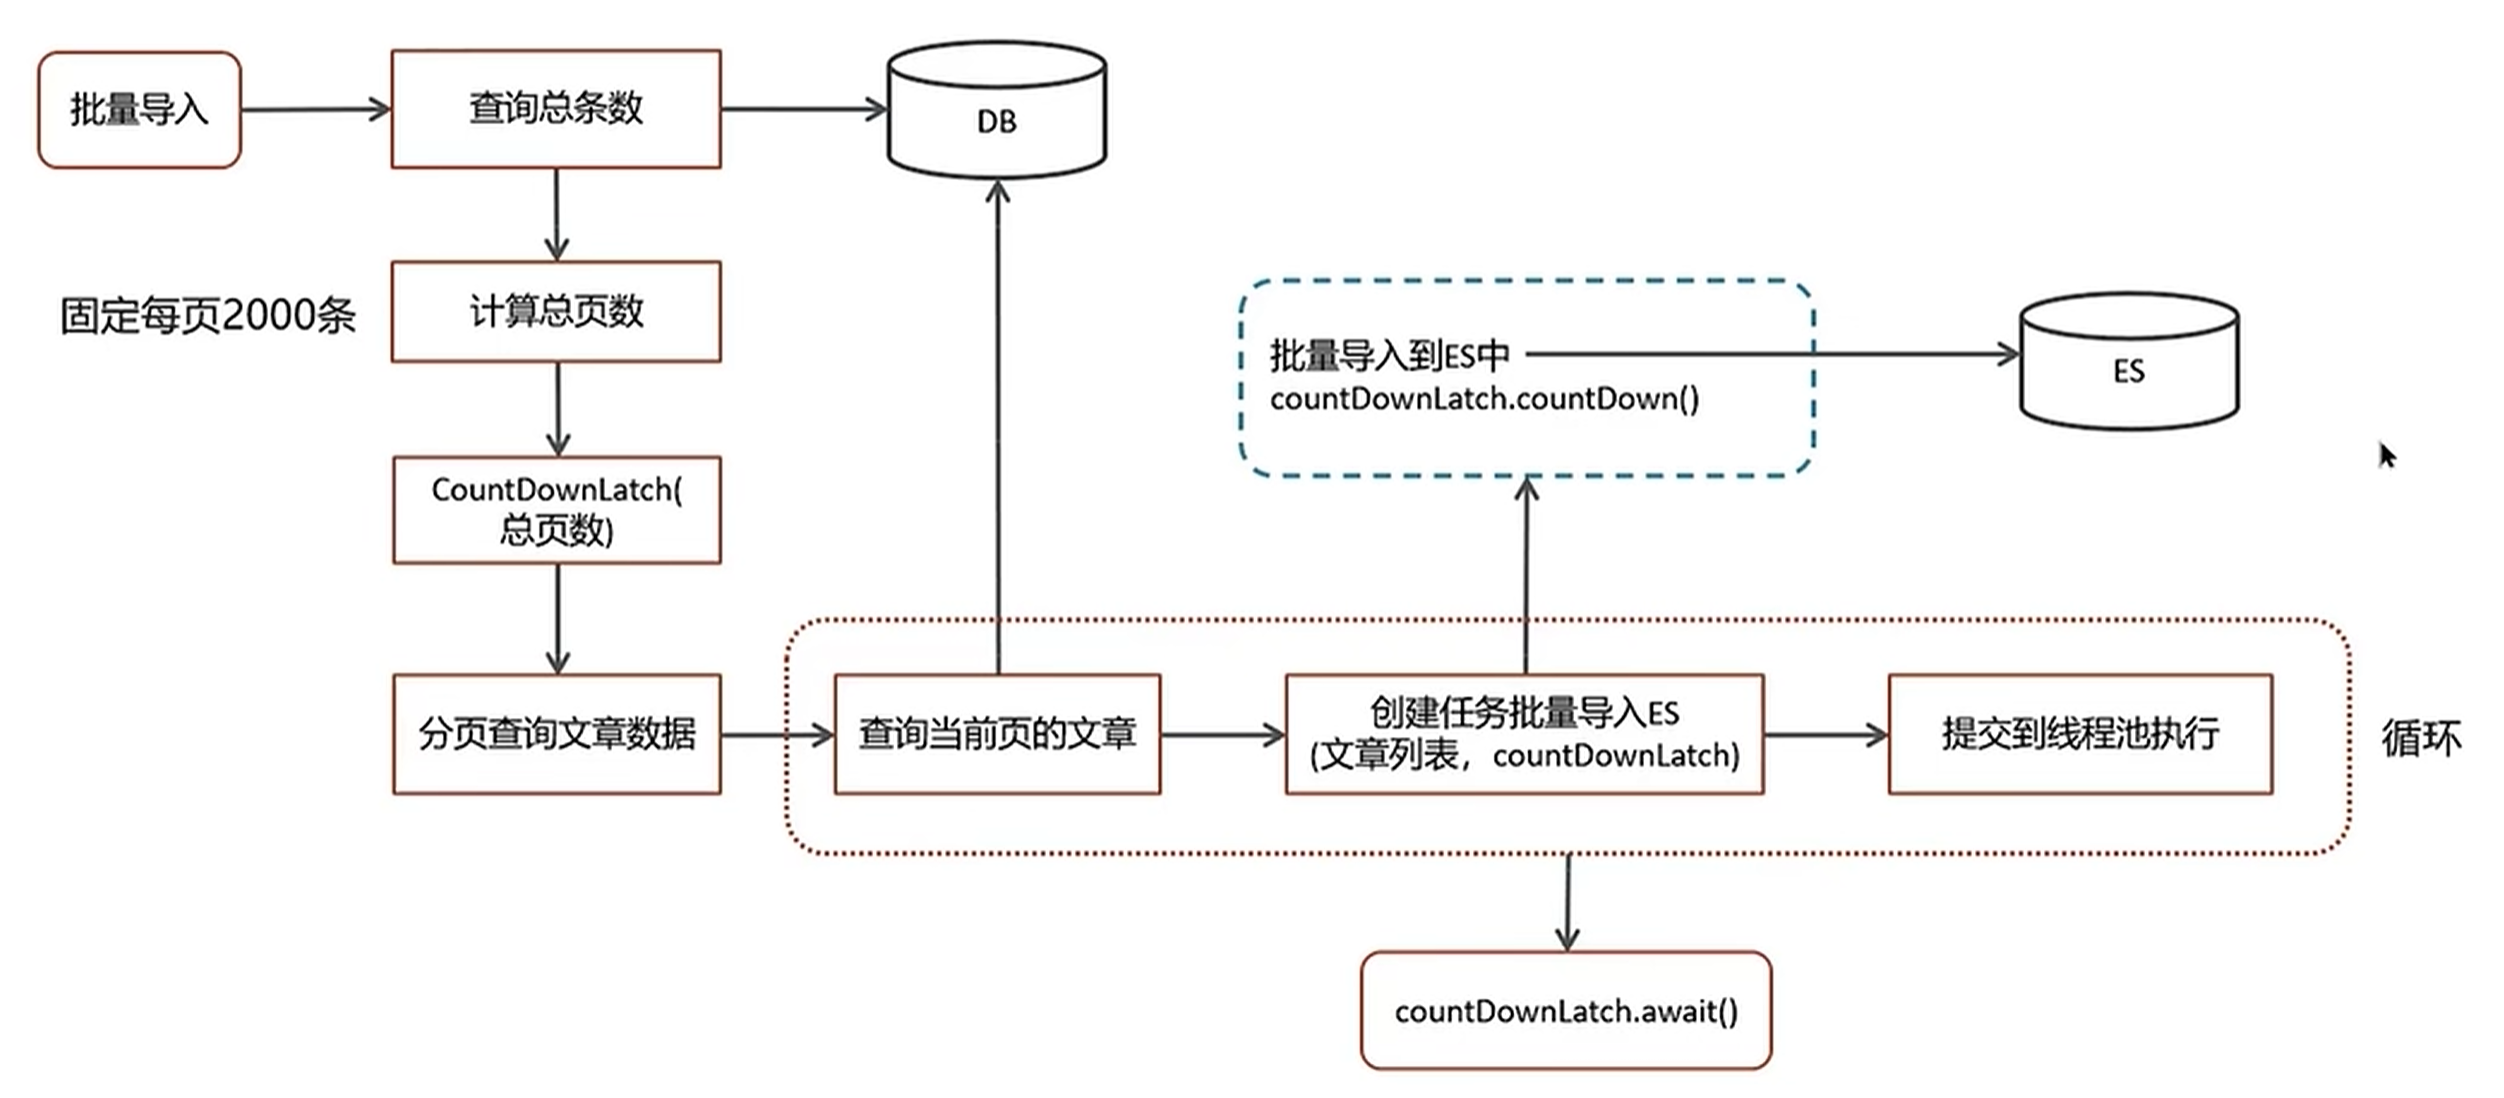 批量导入
查询总条数
DB
固定每页2000条
计算总页数
批量导入到ES中
countDownLatch.countDown()
ES
CountDownLatch(
总页数)
分页查询文章数据
查询当前页的文章
创建任务批量导入ES
(文章列表，countDownLatch)
提交到线程池执行
循环
countDownLatch.await()